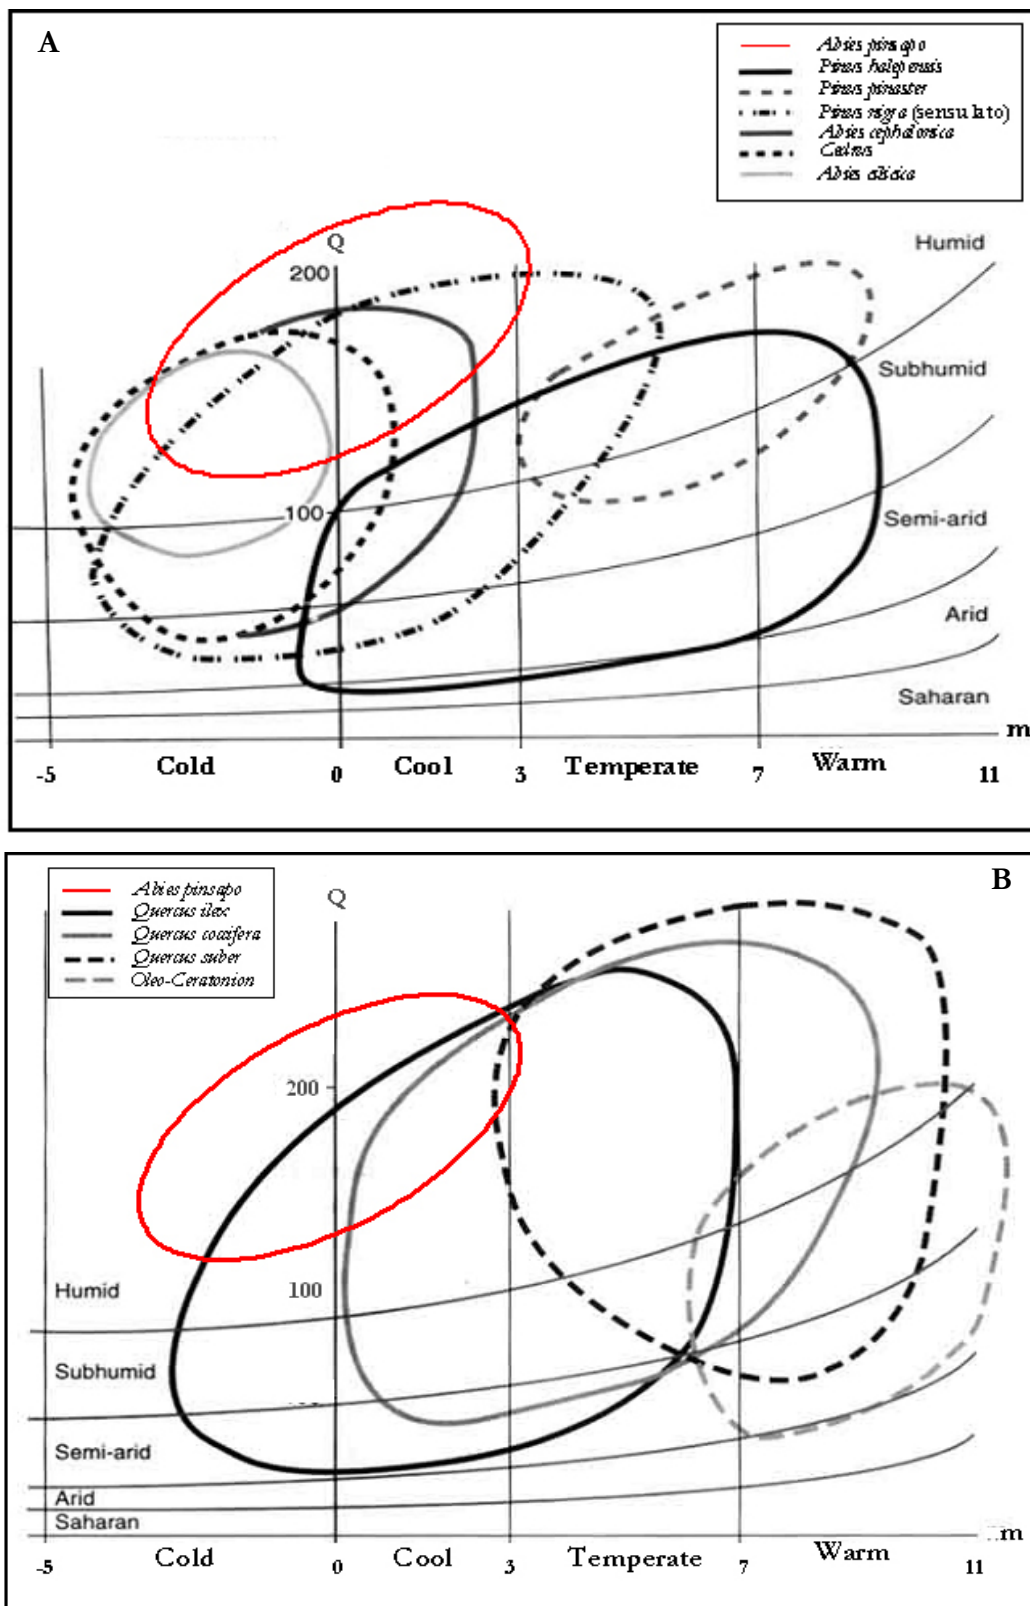 A
Abies pinsapo
Pinus halepensis
Pinus pinaster
Pinus nigra (sensu lato)
Abies cephalonica
Cedrus
Abies cilicica
Q
200
Humid
Subhumid
100
Semi-arid
Arid
Saharan
m
-5 Cold 0 Cool 3 Temperate 7 Warm 11
B
Abies pinsapo
Quercus ilex
Quercus coccifera
Quercus suber
Oleo-Ceratonion
Q
200
100
Humid
Subhumid
Semi-arid
Arid
Saharan
m
-5 Cold 0 Cool 3 Temperate 7 Warm 11